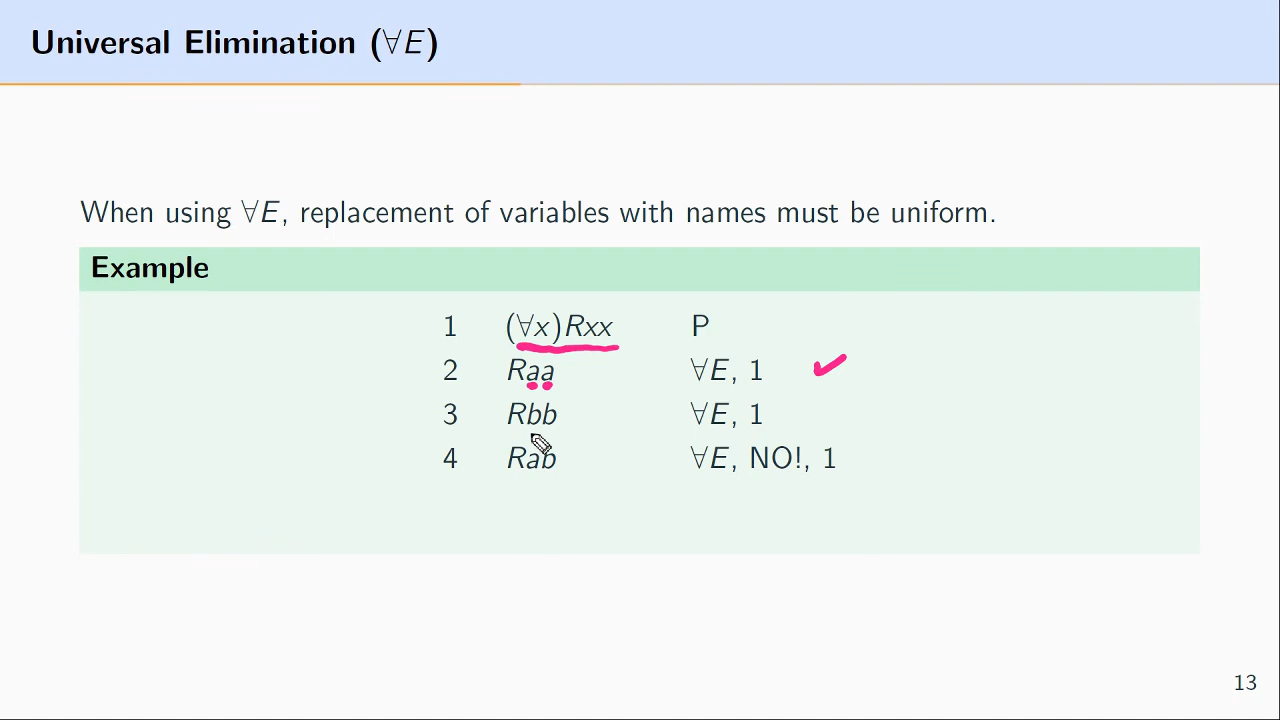 Universal Elimination (∀E)
When using ∀E, replacement of variables with names must be uniform.
Example
1 (∀x)Rxx P
2 Raa ∀E, 1
3 Rbb ∀E, 1
4 Rab ∀E, NO!, 1
13